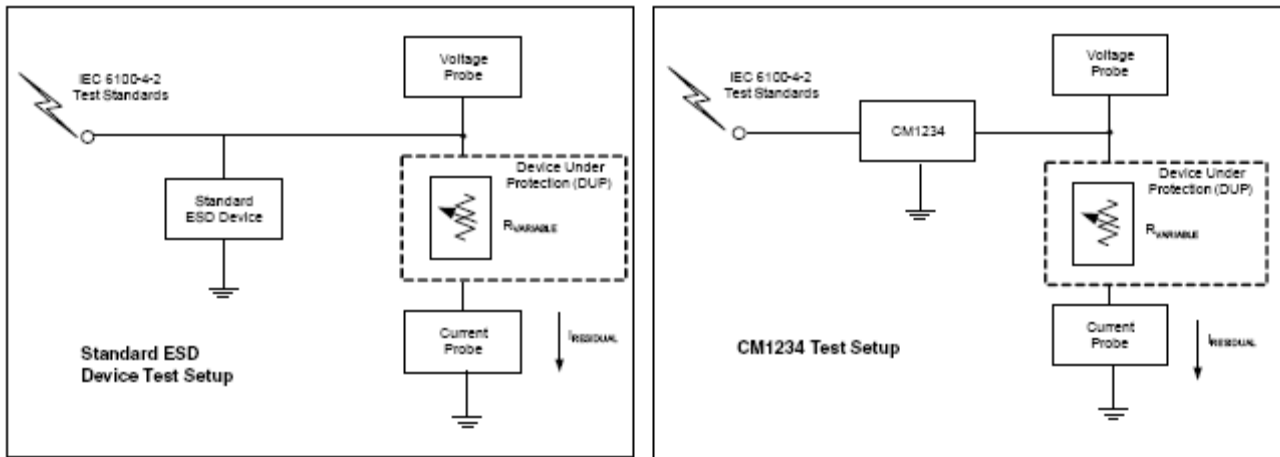 IEC 6100-4-2
Test Standards
Voltage
Probe
Standard
ESD Device
Device Under
Protection (DUP)
RVARIABLE
Current
Probe
IRESIDUAL
Standard ESD
Device Test Setup
IEC 6100-4-2
Test Standards
Voltage
Probe
CM1234
Device Under
Protection (DUP)
RVARIABLE
Current
Probe
IRESIDUAL
CM1234 Test Setup